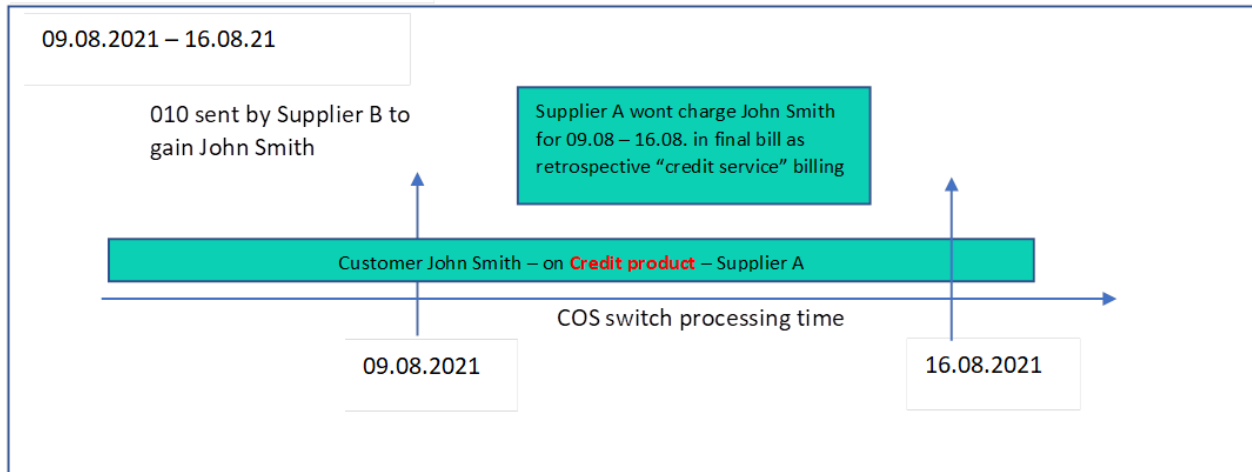 09.08.2021 – 16.08.21
010 sent by Supplier B to
gain John Smith
Supplier A wont charge John Smith
for 09.08 – 16.08. in final bill as
retrospective “credit service” billing
Customer John Smith – on Credit product – Supplier A
COS switch processing time
09.08.2021
16.08.2021